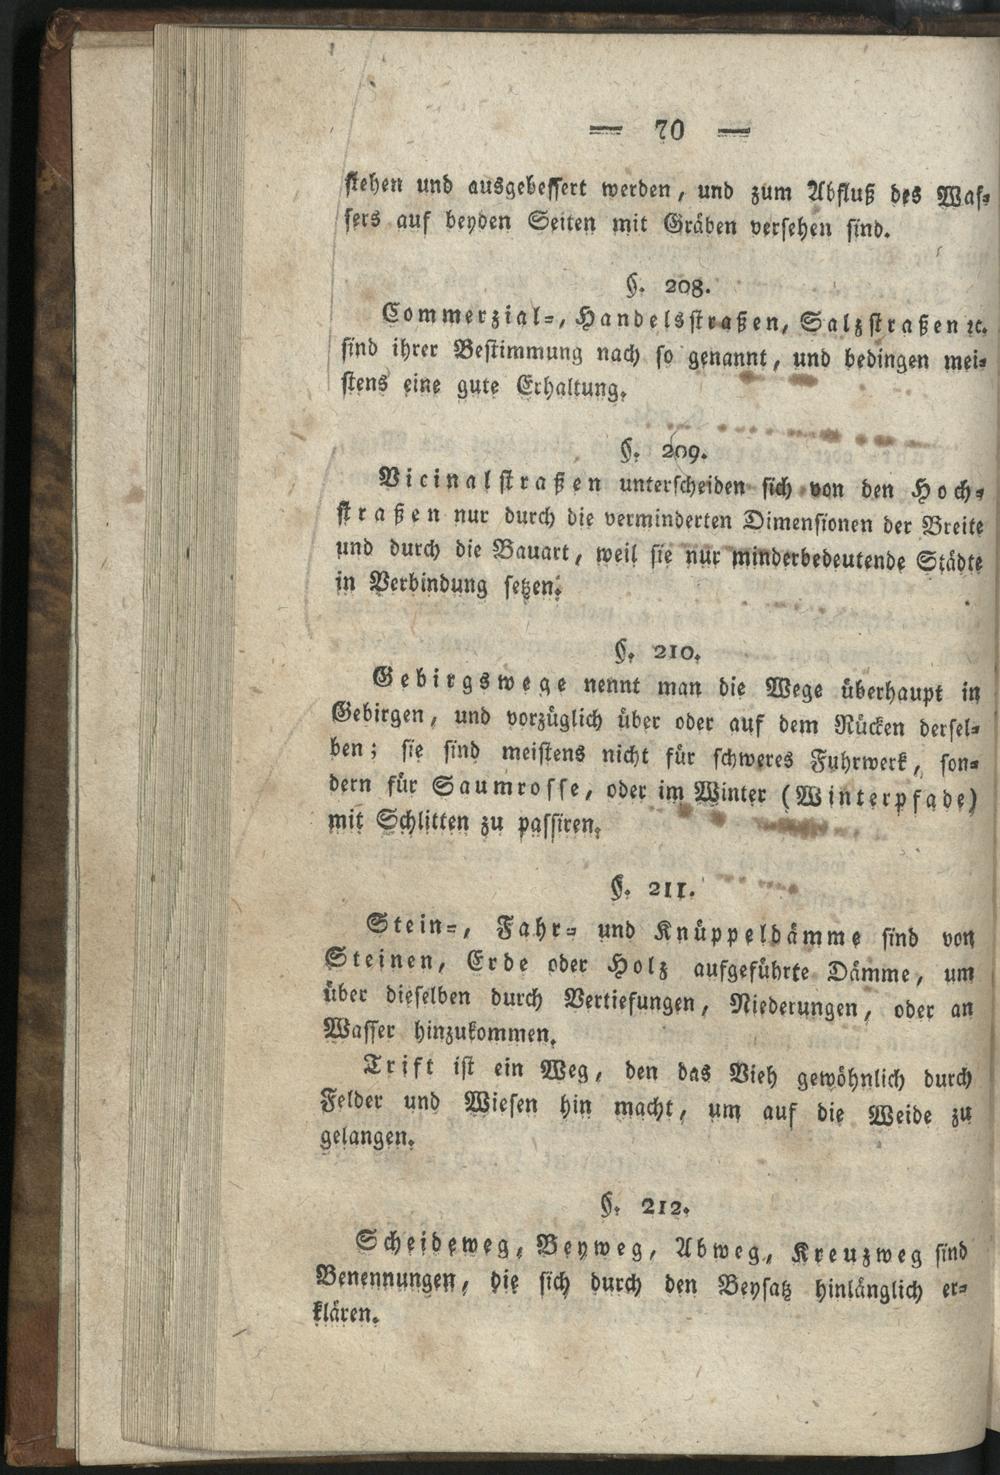 — 70 —
stehen und ausgebessert werden, und zum Abfluß des Was-
sers auf beyden Seiten mit Gräben versehen sind.
§. 208.
Commerzial-, Handelsstraßen, Salzstraßen ꝛc.
sind ihrer Bestimmung nach so genannt, und bedingen mei-
stens eine gute Erhaltung.
§. 209.
Vicinalstraßen unterscheiden sich von den Hoch-
straßen nur durch die verminderten Dimensionen der Breite
und durch die Bauart, weil sie nur minderbedeutende Städte
in Verbindung setzen.
§. 210.
Gebirgswege nennt man die Wege überhaupt in
Gebirgen, und vorzüglich über oder auf dem Rücken dersel-
ben; sie sind meistens nicht für schweres Fuhrwerk, son-
dern für Saumrosse, oder im Winter (Winterpfade)
mit Schlitten zu passiren.
§. 211.
Stein-, Fahr- und Knüppeldämme sind von
Steinen, Erde oder Holz aufgeführte Dämme, um
über dieselben durch Vertiefungen, Niederungen, oder an
Wasser hinzukommen.
Trift ist ein Weg, den das Vieh gewöhnlich durch
Felder und Wiesen hin macht, um auf die Weide zu
gelangen.
§. 212.
Scheideweg, Beyweg, Abweg, Kreuzweg sind
Benennungen, die sich durch den Beysatz hinlänglich er-
klären.